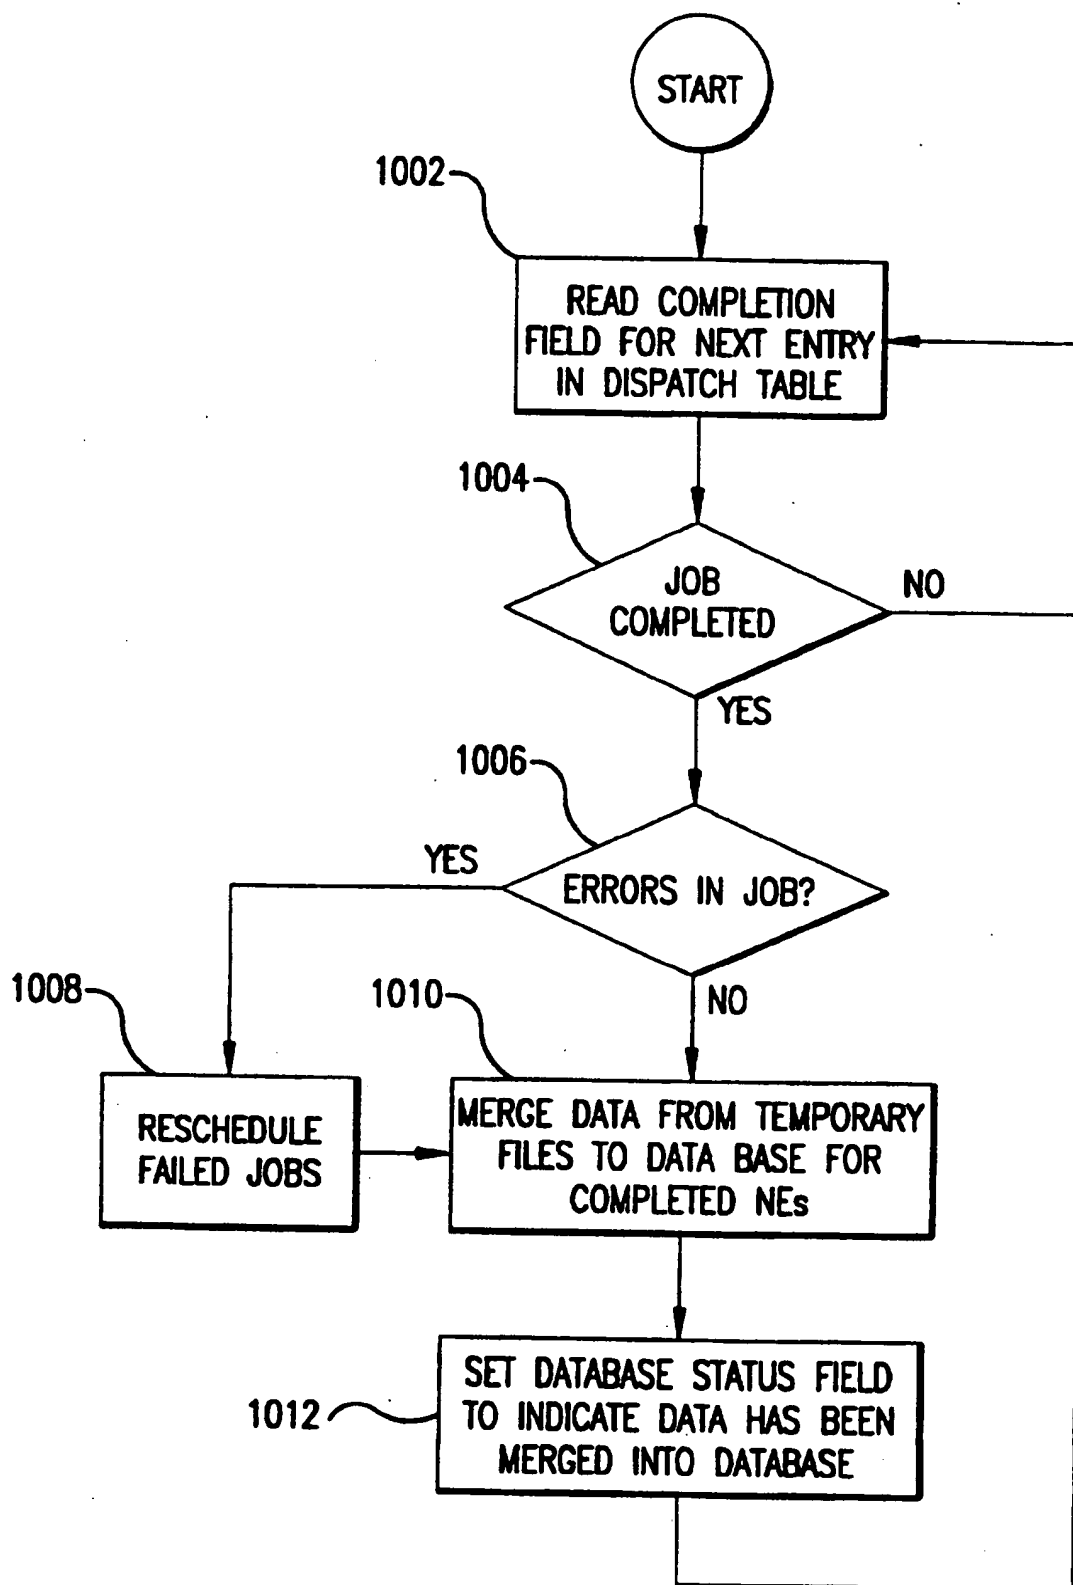 START
1002
READ COMPLETION
FIELD FOR NEXT ENTRY
IN DISPATCH TABLE
1004
JOB
COMPLETED
NO
YES
1006
ERRORS IN JOB?
YES
NO
1008
RESCHEDULE
FAILED JOBS
1010
MERGE DATA FROM TEMPORARY
FILES TO DATA BASE FOR
COMPLETED NEs
1012
SET DATABASE STATUS FIELD
TO INDICATE DATA HAS BEEN
MERGED INTO DATABASE